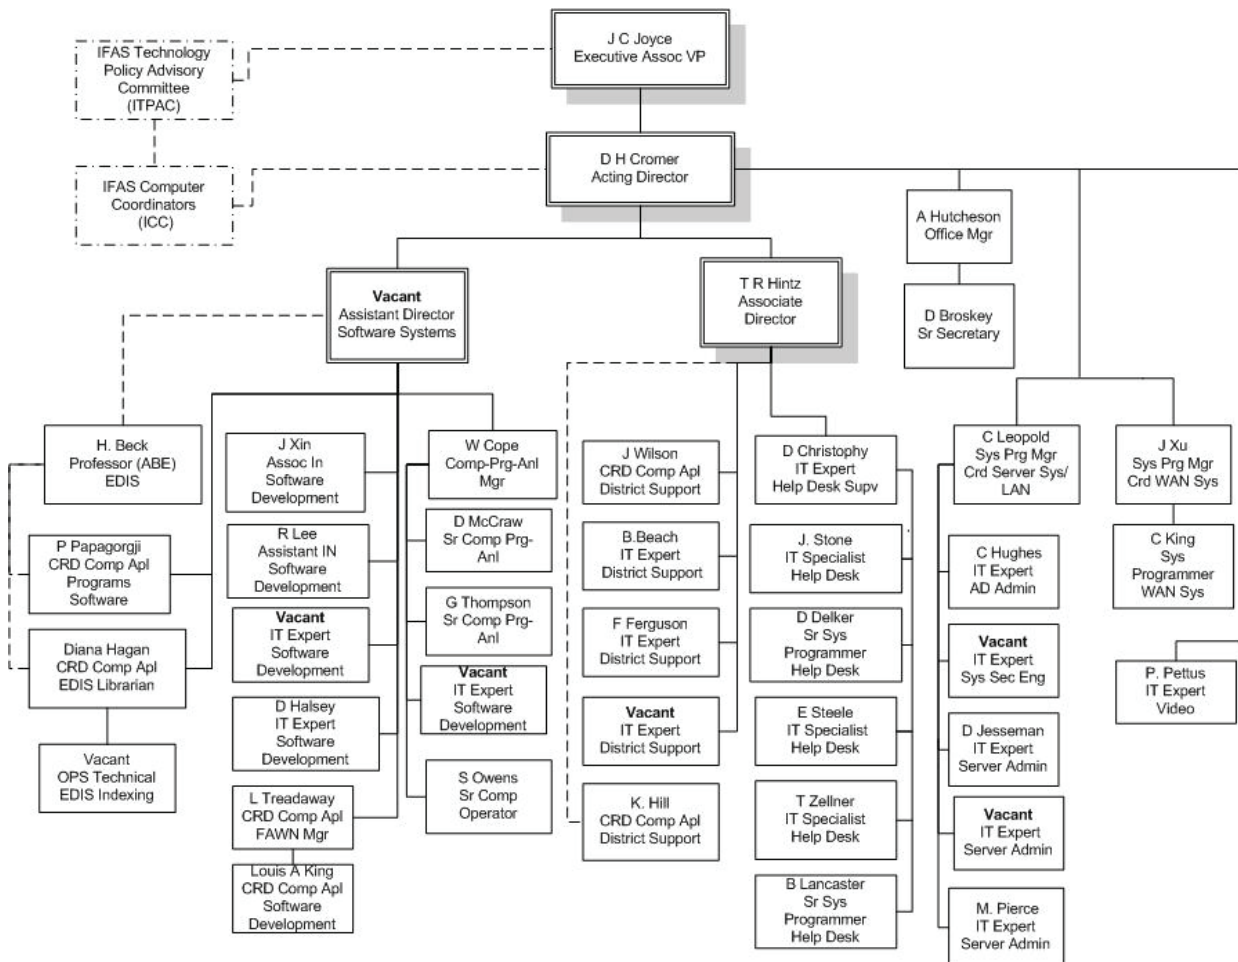 J C Joyce
Executive Assoc VP
IFAS Technology
Policy Advisory
Committee
(ITPAC)
D H Cromer
Acting Director
IFAS Computer
Coordinators
(ICC)
A Hutcheson
Office Mgr
D Broskey
Sr Secretary
Vacant
Assistant Director
Software Systems
T R Hintz
Associate
Director
H. Beck
Professor (ABE)
EDIS
P Papagorgji
CRD Comp Apl
Programs
Software
Diana Hagan
CRD Comp Apl
EDIS Librarian
Vacant
OPS Technical
EDIS Indexing
J Xin
Assoc In
Software
Development
R Lee
Assistant IN
Software
Development
Vacant
IT Expert
Software
Development
D Halsey
IT Expert
Software
Development
L Treadaway
CRD Comp Apl
FAWN Mgr
Louis A King
CRD Comp Apl
Software
Development
W Cope
Comp-Prg-Anl
Mgr
D McCraw
Sr Comp Prg-
Anl
G Thompson
Sr Comp Prg-
Anl
Vacant
IT Expert
Software
Development
S Owens
Sr Comp
Operator
J Wilson
CRD Comp Apl
District Support
B.Beach
IT Expert
District Support
F Ferguson
IT Expert
District Support
Vacant
IT Expert
District Support
K. Hill
CRD Comp Apl
District Support
D Christophy
IT Expert
Help Desk Supv
J. Stone
IT Specialist
Help Desk
D Delker
Sr Sys
Programmer
Help Desk
E Steele
IT Specialist
Help Desk
T Zellner
IT Specialist
Help Desk
B Lancaster
Sr Sys
Programmer
Help Desk
C Leopold
Sys Prg Mgr
Crd Server Sys/
LAN
C Hughes
IT Expert
AD Admin
Vacant
IT Expert
Sys Sec Eng
D Jesseman
IT Expert
Server Admin
Vacant
IT Expert
Server Admin
M. Pierce
IT Expert
Server Admin
J Xu
Sys Prg Mgr
Crd WAN Sys
C King
Sys
Programmer
WAN Sys
P. Pettus
IT Expert
Video